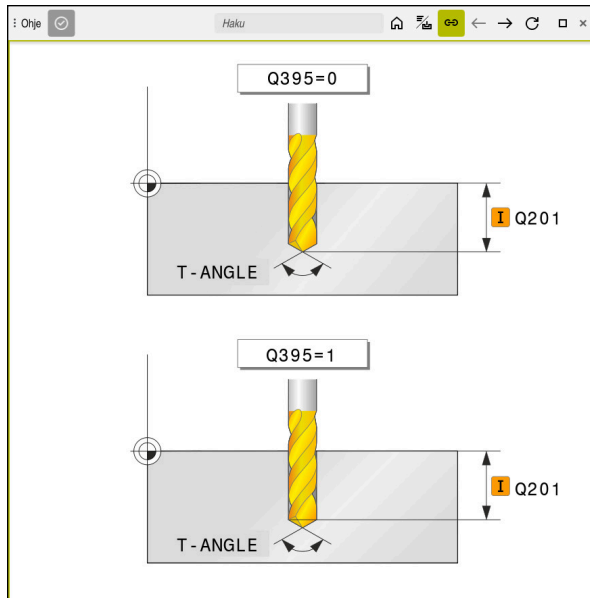 Ohje
Haku
Q395=0
I Q201
T-ANGLE
Q395=1
I Q201
T-ANGLE